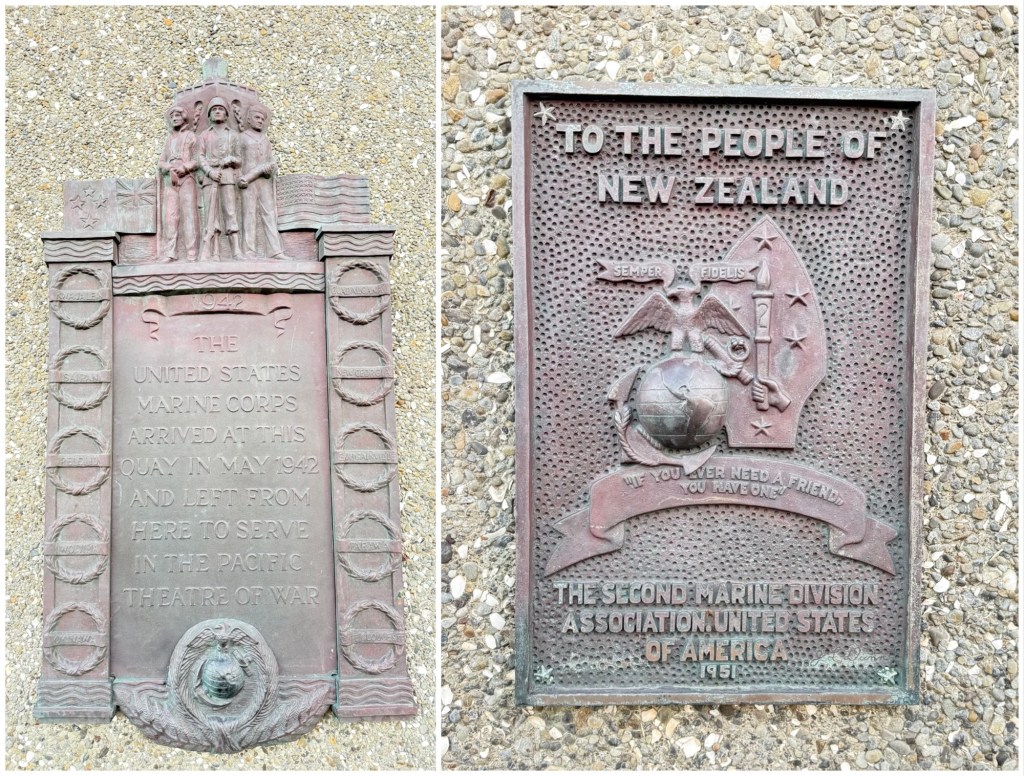 1942
THE
UNITED STATES
MARINE CORPS
ARRIVED AT THIS
QUAY IN MAY 1942
AND LEFT FROM
HERE TO SERVE
IN THE PACIFIC
THEATRE OF WAR
TO THE PEOPLE OF
NEW ZEALAND
SEMPER FIDELIS
2
"IF YOU EVER NEED A FRIEND,
YOU HAVE ONE"
THE SECOND MARINE DIVISION
ASSOCIATION, UNITED STATES
OF AMERICA
1951